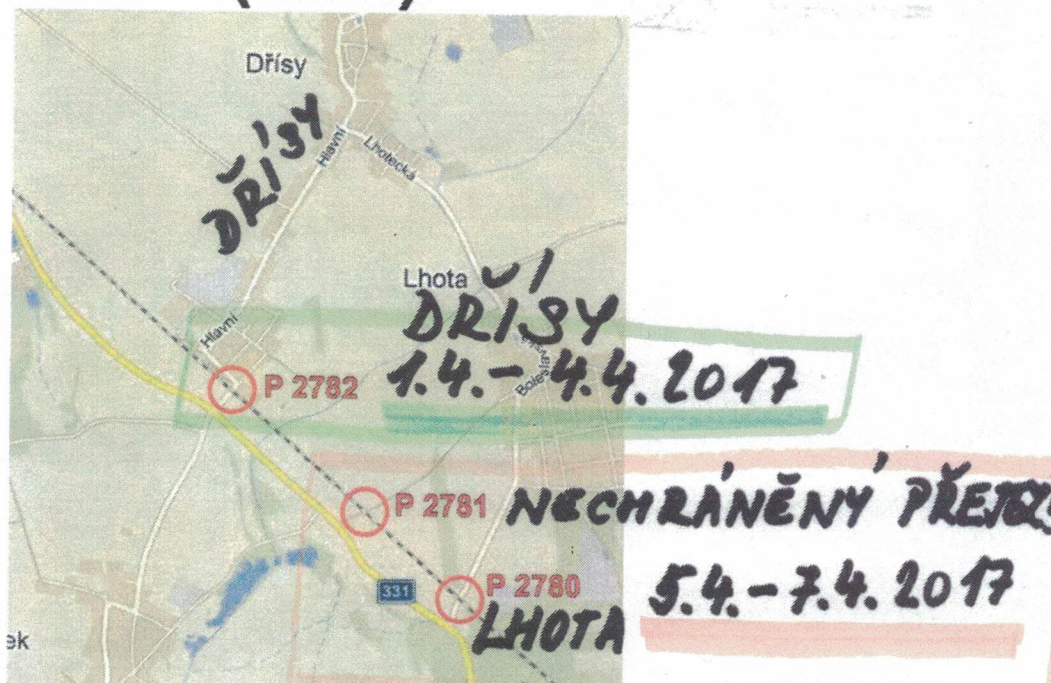 Dřísy
DŘÍSY
Hlavní
Lhotecká
Lhota
DŘÍSY
Hlavní
1.4. - 4.4. 2017
P 2782
P 2781 NECHRÁNĚNÝ
P 2780
5.4. - 7.4. 2017
331
LHOTA
ek